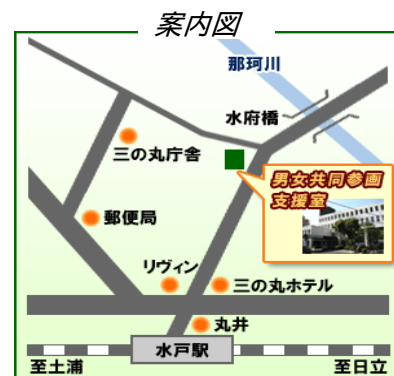 案内図
那珂川
水府橋
三の丸庁舎
男女共同参画
支援室
郵便局
リヴィン
三の丸ホテル
丸井
水戸駅
至土浦
至日立